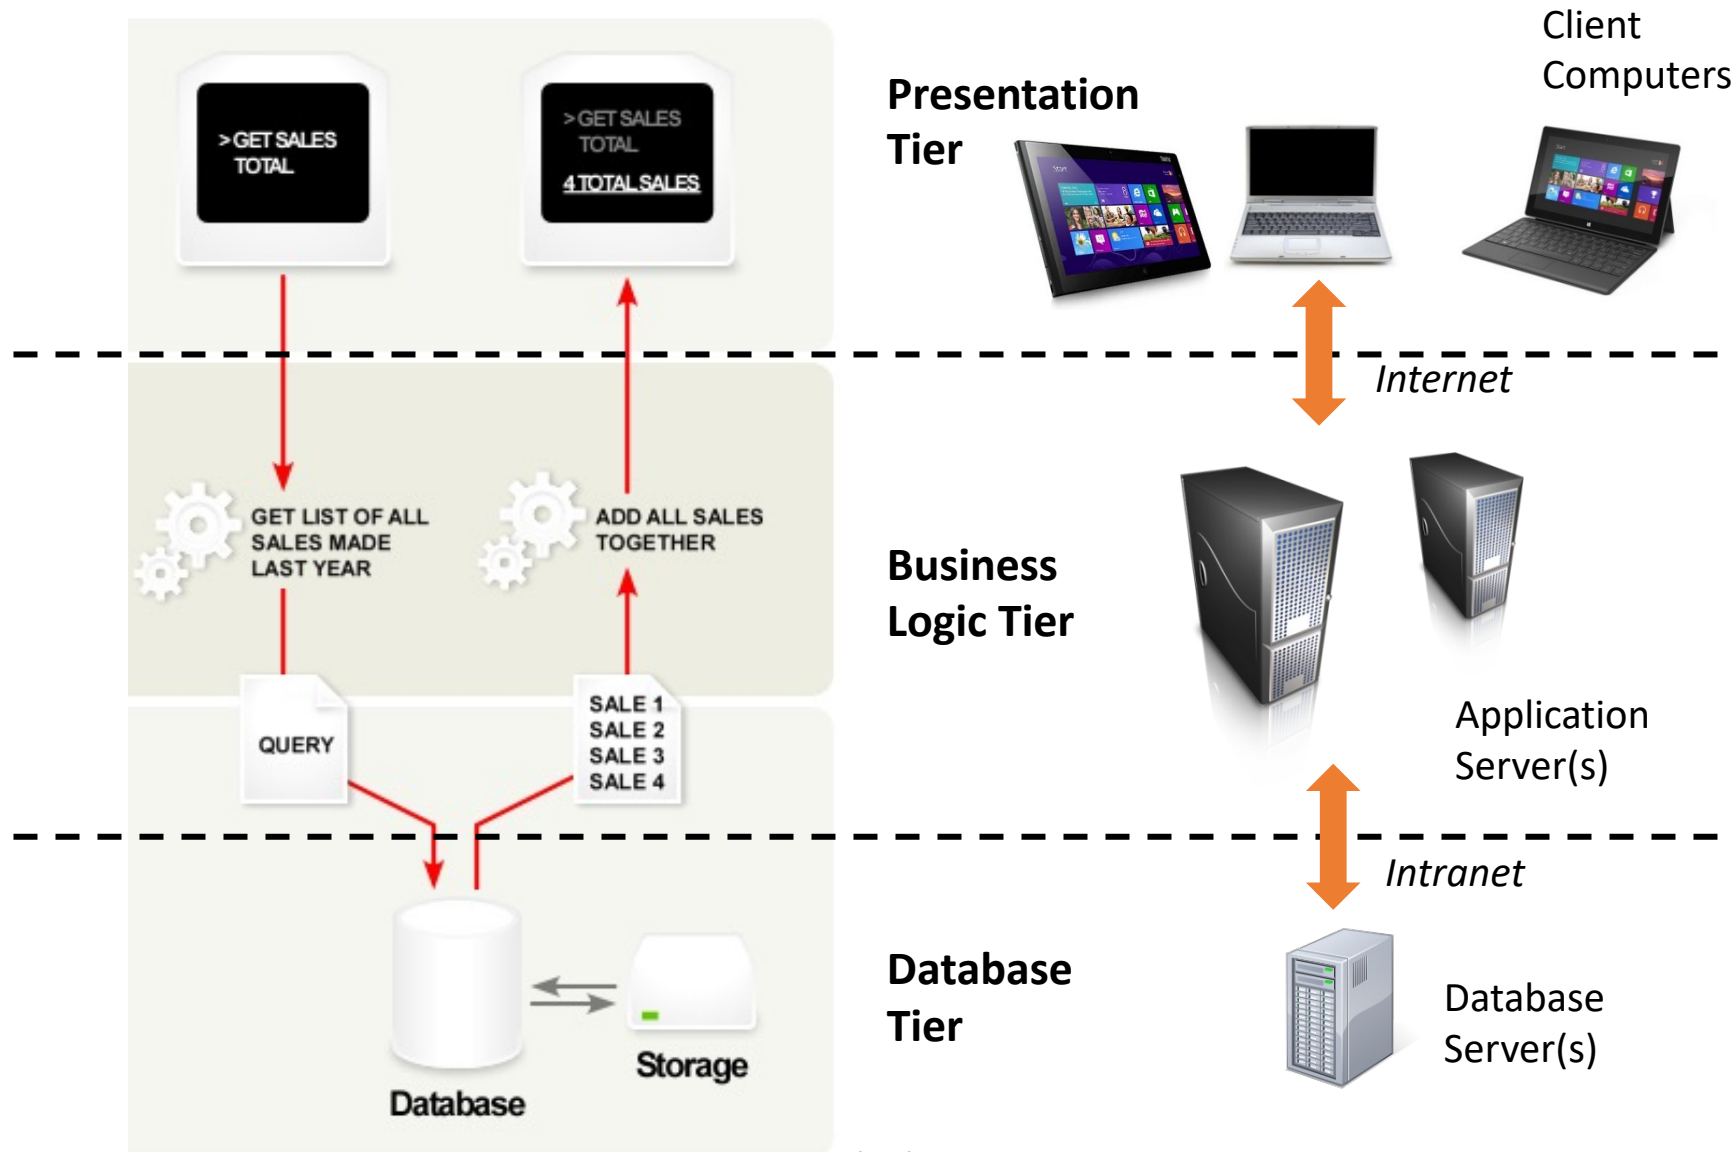 Client
Computers
Presentation
Tier
> GET SALES
TOTAL
> GET SALES
TOTAL
4 TOTAL SALES
Start
Start
Internet
GET LIST OF ALL
SALES MADE
LAST YEAR
ADD ALL SALES
TOGETHER
Business
Logic Tier
QUERY
SALE 1
SALE 2
SALE 3
SALE 4
Application
Server(s)
Intranet
Database
Tier
Database
Server(s)
Storage
Database